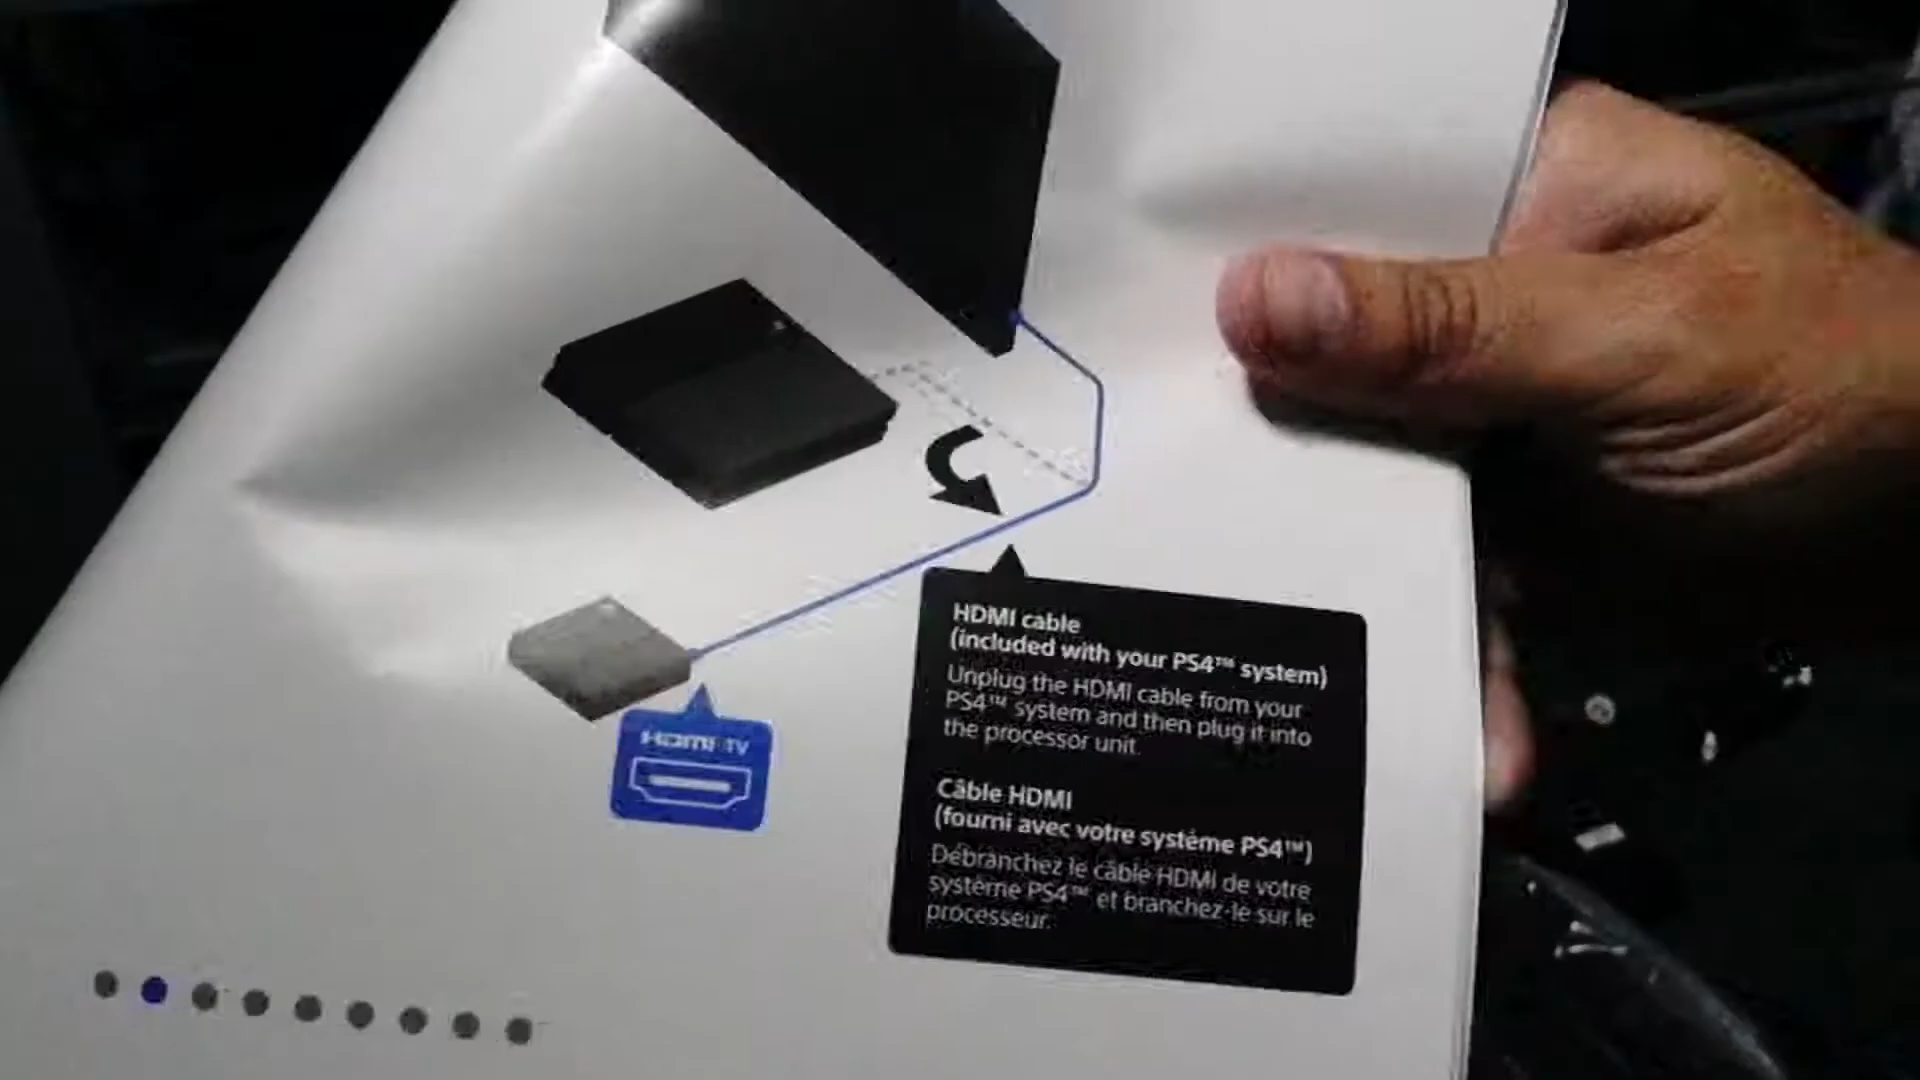 HDMI TV
HDMI cable
(included with your PS4™ system)
Unplug the HDMI cable from your
PS4™ system and then plug it into
the processor unit.
Câble HDMI
(fourni avec votre système PS4™)
Débranchez le câble HDMI de votre
système PS4™ et branchez-le sur le
processeur.